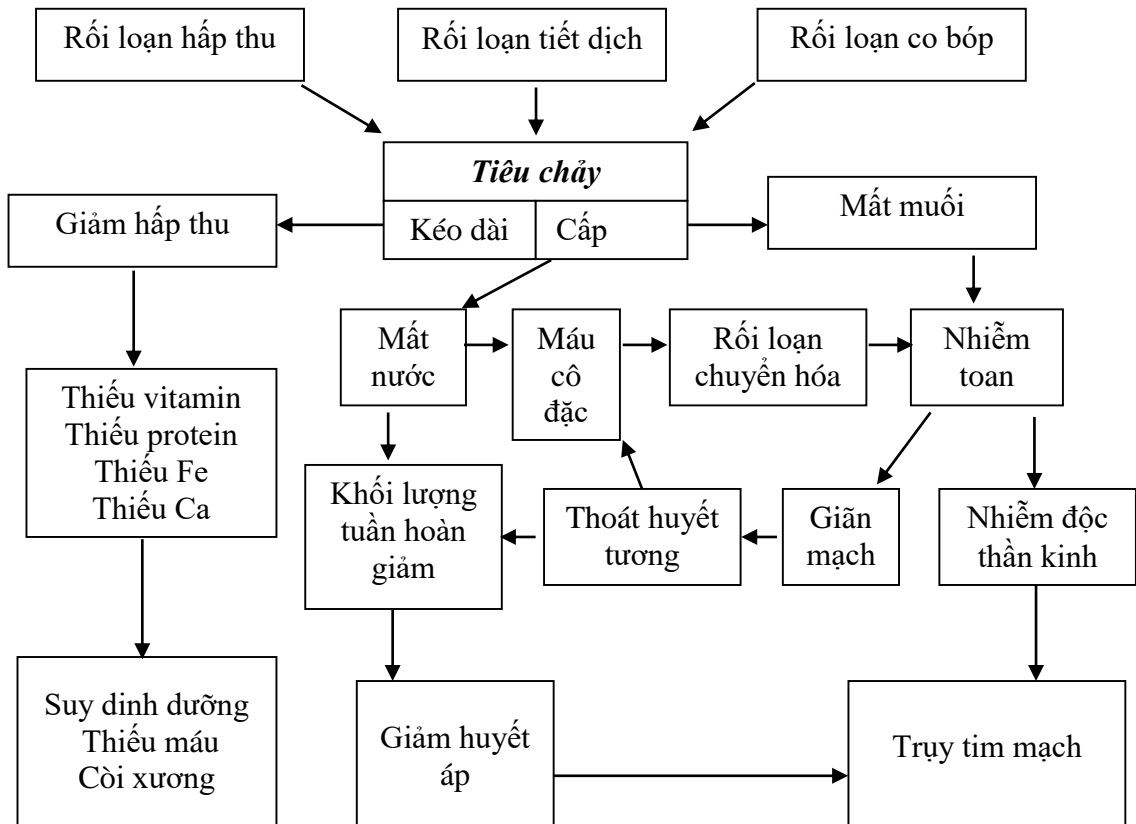 Rối loạn hấp thu
Rối loạn tiết dịch
Rối loạn co bóp
Tiêu chảy
Kéo dài
Cấp
Giảm hấp thu
Mất muối
Mất
nước
Máu
cô
đặc
Rối loạn
chuyển hóa
Nhiễm
toan
Thiếu vitamin
Thiếu protein
Thiếu Fe
Thiếu Ca
Khối lượng
tuần hoàn
giảm
Thoát huyết
tương
Giãn
mạch
Nhiễm độc
thần kinh
Suy dinh dưỡng
Thiếu máu
Còi xương
Giảm huyết
áp
Trụy tim mạch